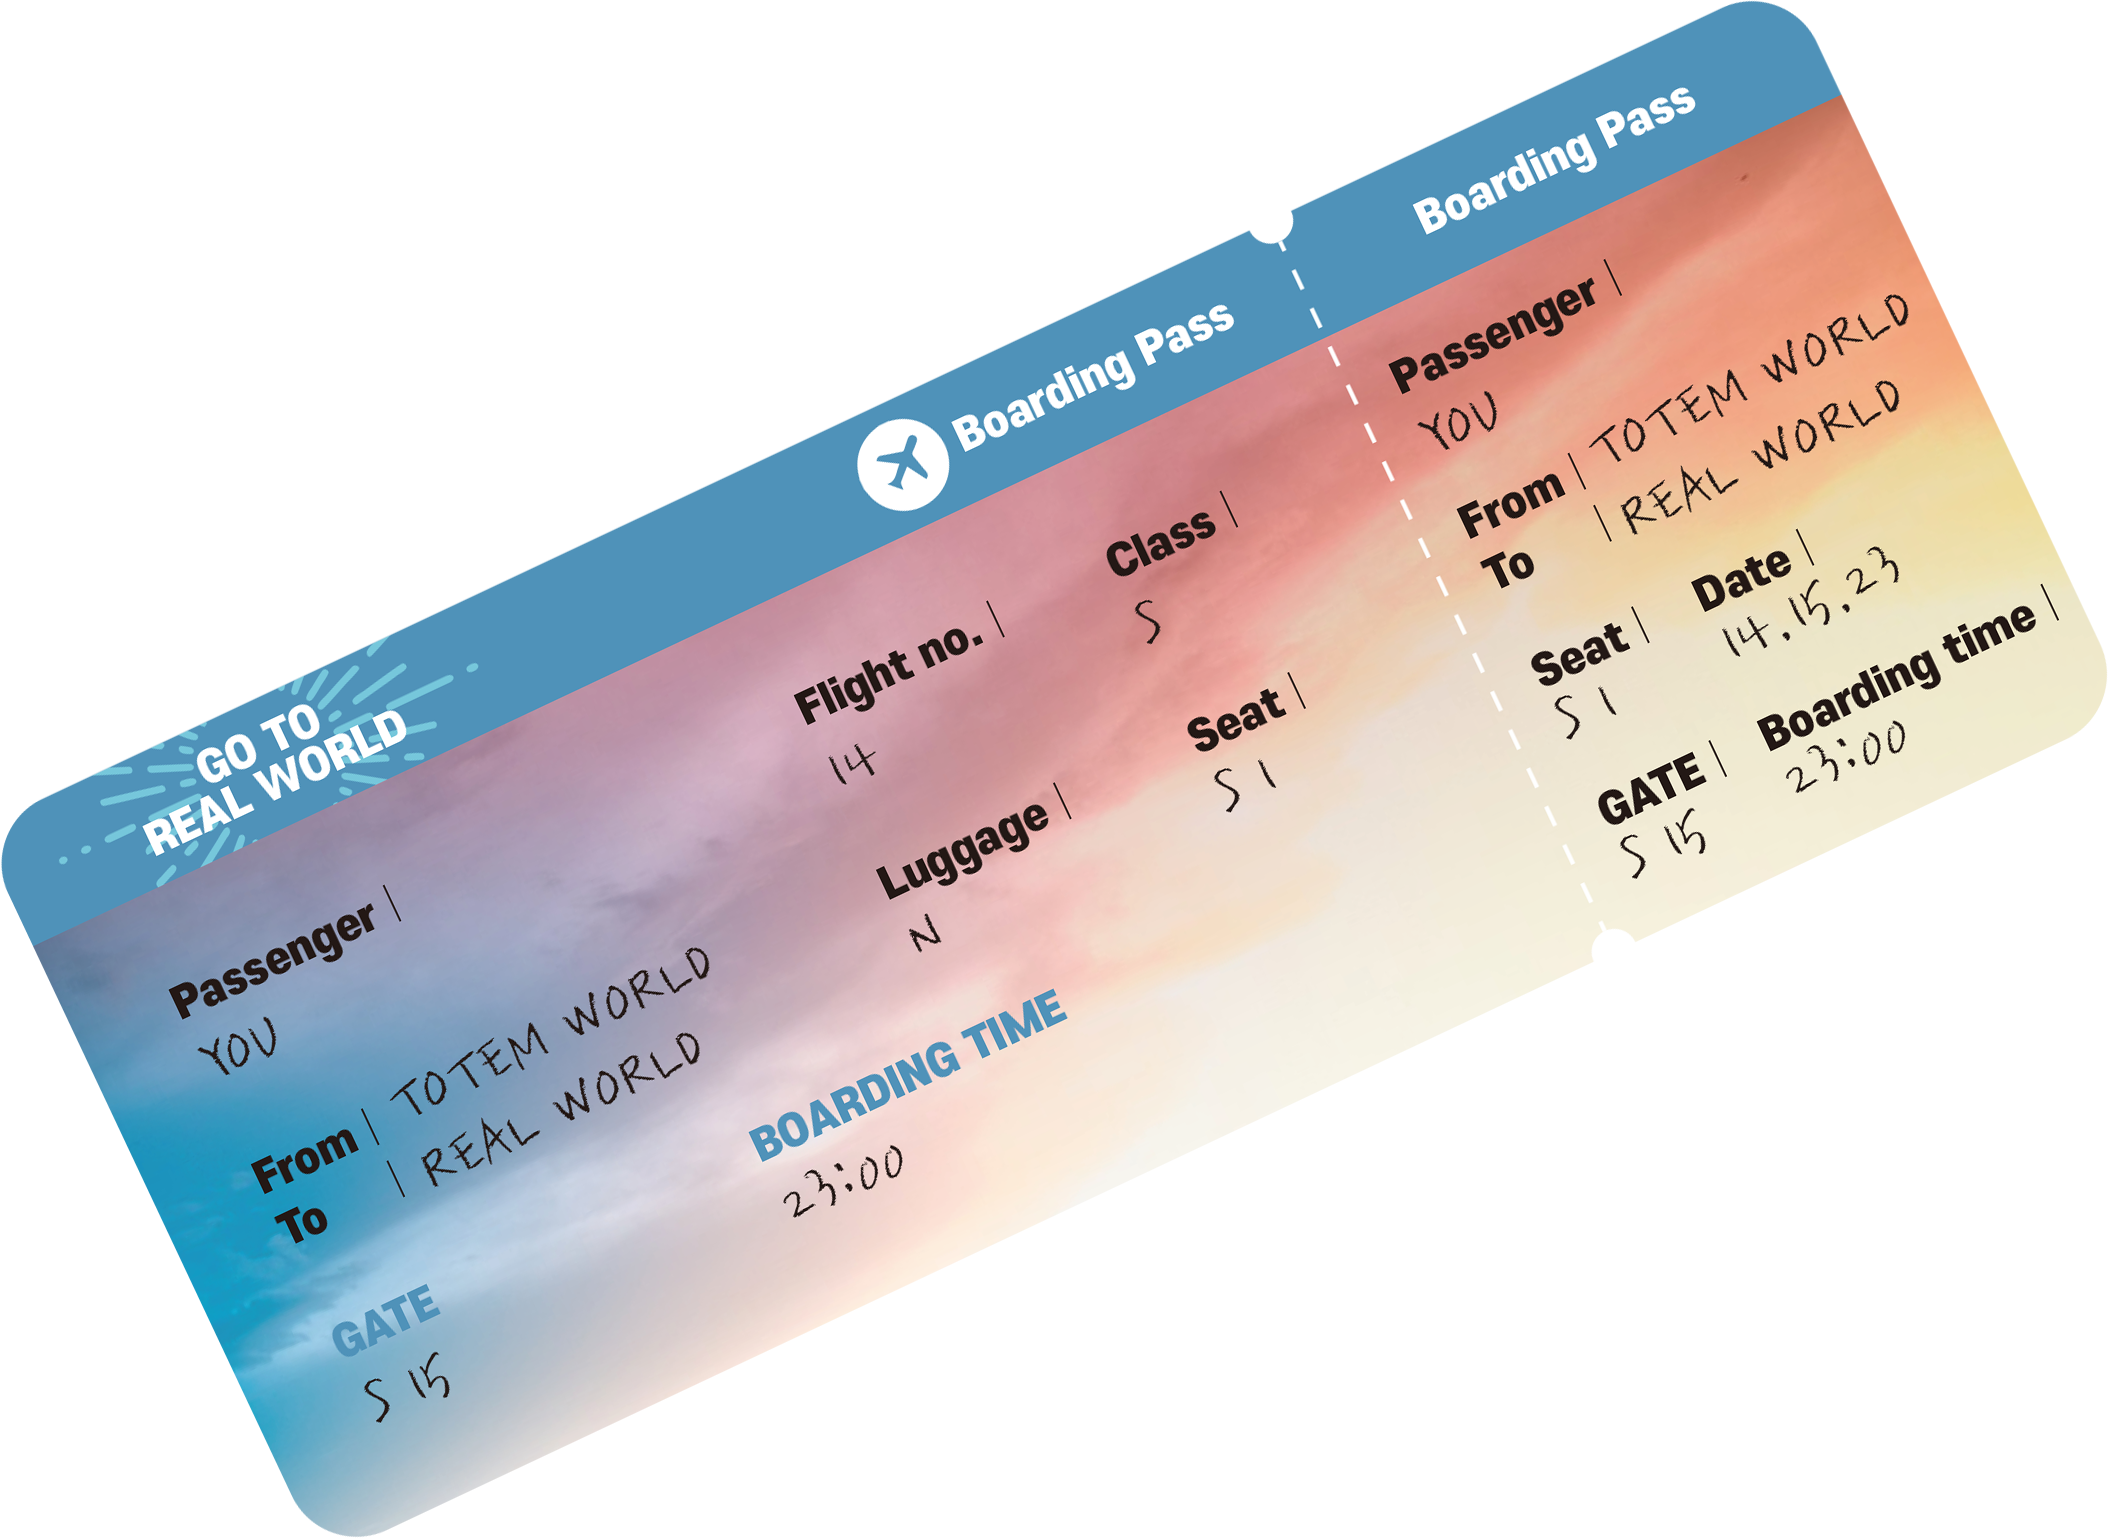 GO TO
REAL WORLD
Boarding Pass
Passenger |
YOU
From | TOTEM WORLD
To | REAL WORLD
GATE
S 15
Flight no. |
14
Class |
S
Luggage |
N
Seat |
S 1
BOARDING TIME
23:00
Boarding Pass
Passenger |
YOU
From | TOTEM WORLD
To | REAL WORLD
Seat |
S 1
Date |
14.15.23
GATE |
S 15
Boarding time |
23:00